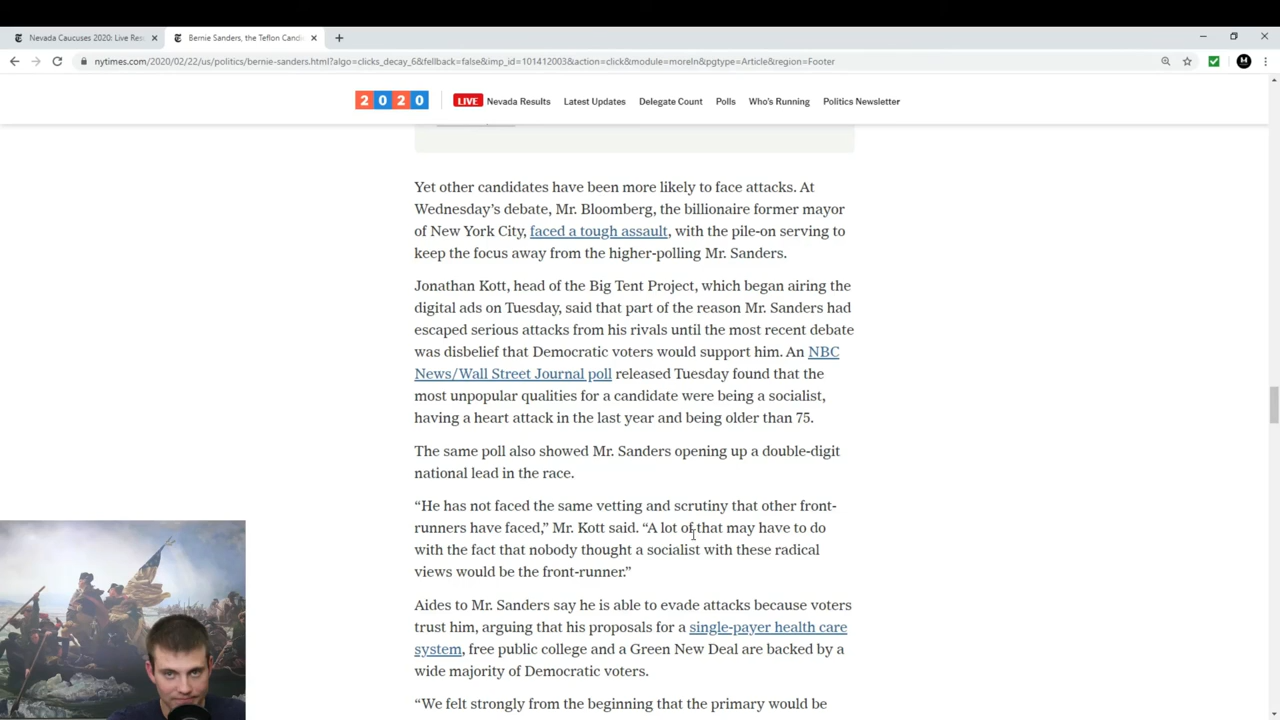 Nevada Caucuses 2020: Live Res
Bernie Sanders, the Teflon Candi
nytimes.com/2020/02/22/us/politics/bernie-sanders.html?algo=clicks_decay_6&fellback=false&imp_id=101412003&action=click&module=moreIn&pgtype=Article&region=Footer
2020 LIVE Nevada Results Latest Updates Delegate Count Polls Who's Running Politics Newsletter
Yet other candidates have been more likely to face attacks. At
Wednesday’s debate, Mr. Bloomberg, the billionaire former mayor
of New York City, faced a tough assault, with the pile-on serving to
keep the focus away from the higher-polling Mr. Sanders.
Jonathan Kott, head of the Big Tent Project, which began airing the
digital ads on Tuesday, said that part of the reason Mr. Sanders had
escaped serious attacks from his rivals until the most recent debate
was disbelief that Democratic voters would support him. An NBC
News/Wall Street Journal poll released Tuesday found that the
most unpopular qualities for a candidate were being a socialist,
having a heart attack in the last year and being older than 75.
The same poll also showed Mr. Sanders opening up a double-digit
national lead in the race.
“He has not faced the same vetting and scrutiny that other front-
runners have faced,” Mr. Kott said. “A lot of that may have to do
with the fact that nobody thought a socialist with these radical
views would be the front-runner.”
Aides to Mr. Sanders say he is able to evade attacks because voters
trust him, arguing that his proposals for a single-payer health care
system, free public college and a Green New Deal are backed by a
wide majority of Democratic voters.
“We felt strongly from the beginning that the primary would be